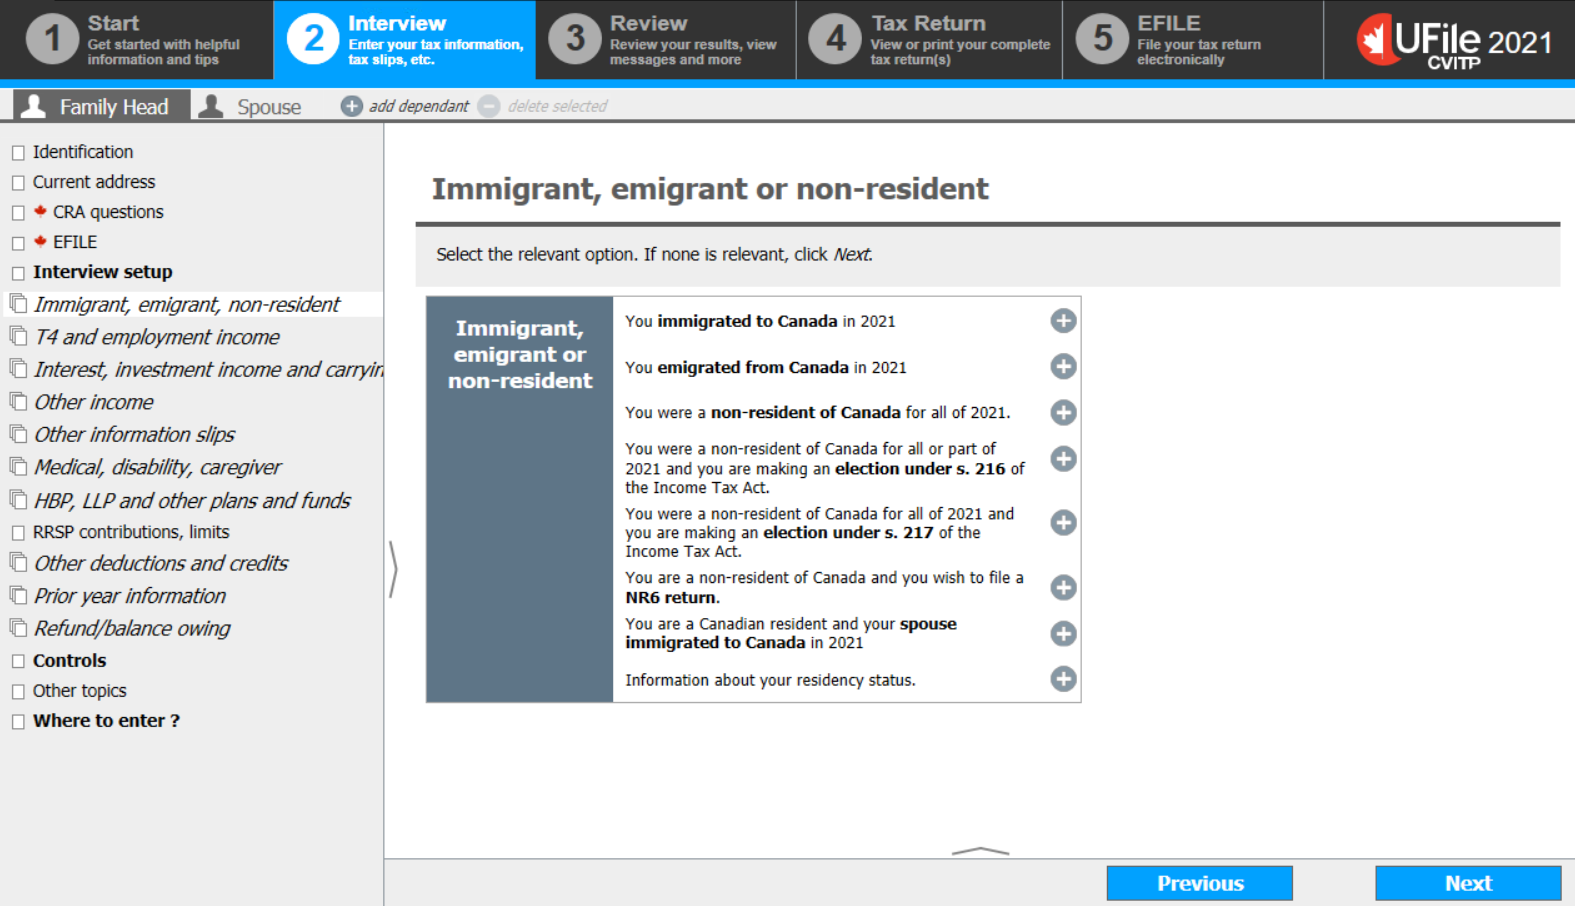 1
Start
Get started with helpful
information and tips
2
Interview
Enter your tax information,
tax slips, etc.
3
Review
Review your results, view
messages and more
4
Tax Return
View or print your complete
tax return(s)
5
EFILE
File your tax return
electronically
UFile 2021
CVITP
Family Head
Spouse
add dependant
delete selected
Identification
Current address
CRA questions
EFILE
Interview setup
Immigrant, emigrant, non-resident
T4 and employment income
Interest, investment income and carryin
Other income
Other information slips
Medical, disability, caregiver
HBP, LLP and other plans and funds
RRSP contributions, limits
Other deductions and credits
Prior year information
Refund/balance owing
Controls
Other topics
Where to enter ?
Immigrant, emigrant or non-resident
Select the relevant option. If none is relevant, click Next.
Immigrant,
emigrant or
non-resident
You immigrated to Canada in 2021
You emigrated from Canada in 2021
You were a non-resident of Canada for all of 2021.
You were a non-resident of Canada for all or part of
2021 and you are making an election under s. 216 of
the Income Tax Act.
You were a non-resident of Canada for all of 2021 and
you are making an election under s. 217 of the
Income Tax Act.
You are a non-resident of Canada and you wish to file a
NR6 return.
You are a Canadian resident and your spouse
immigrated to Canada in 2021
Information about your residency status.
Previous
Next